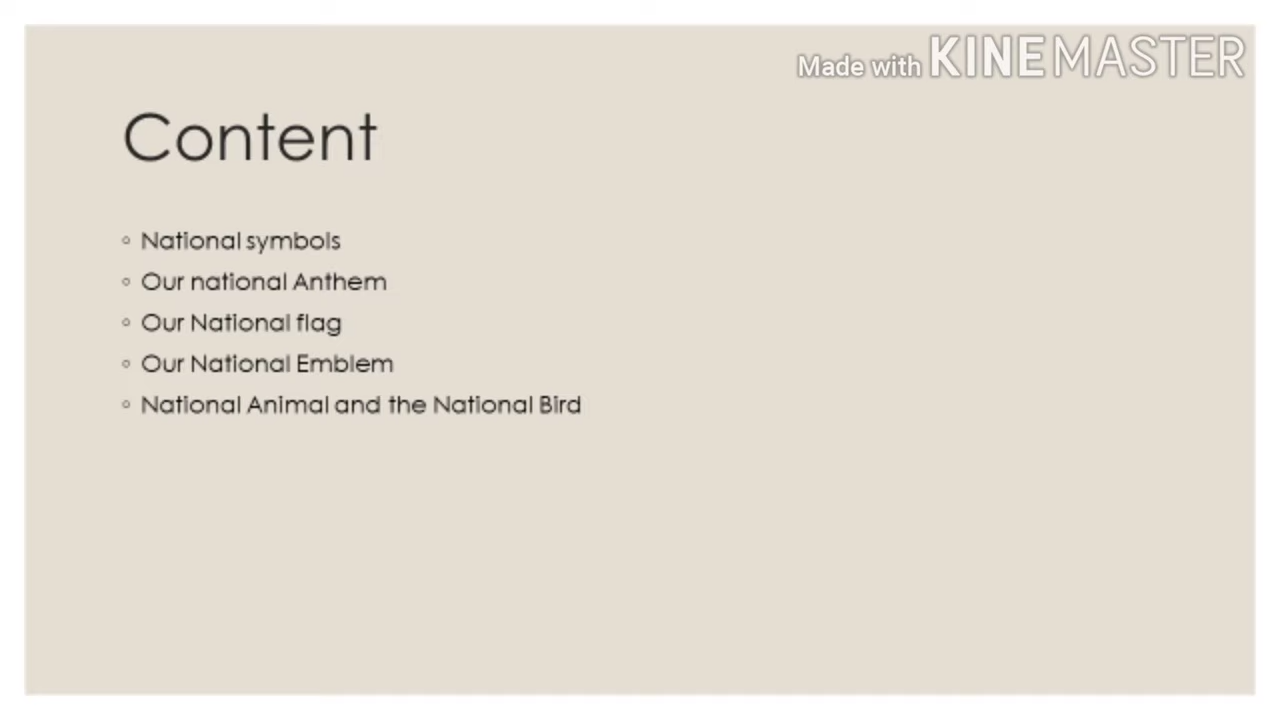 Made with KINEMASTER
Content
National symbols
Our national Anthem
Our National flag
Our National Emblem
National Animal and the National Bird